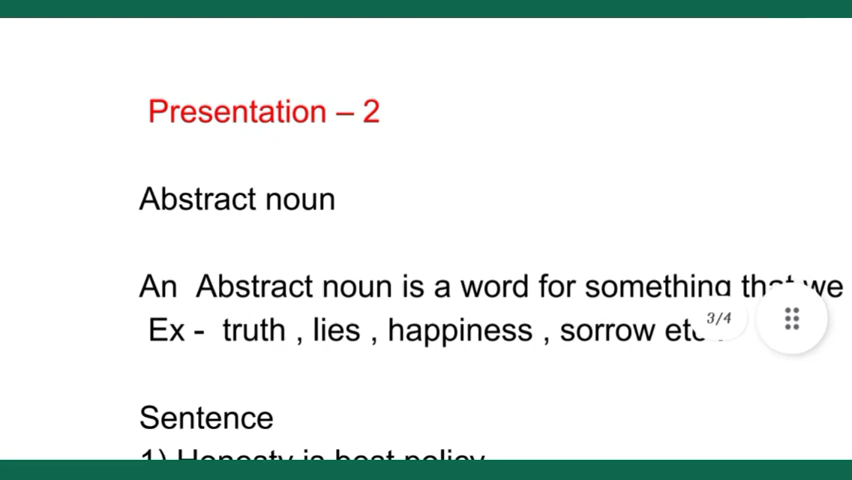 Presentation – 2
Abstract noun
An Abstract noun is a word for something that we
Ex - truth , lies , happiness , sorrow etc
3/4
Sentence
1) Honesty is best policy